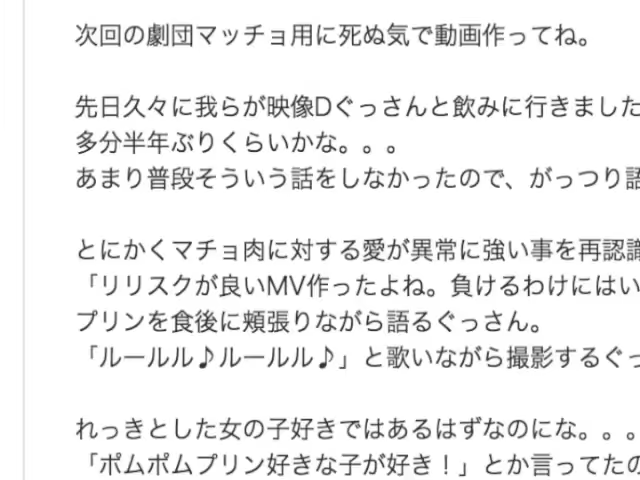 次回の劇団マッチョ用に死ぬ気で動画作ってね。
先日久々に我らが映像Dぐっさんと飲みに行きました
多分半年ぶりくらいかな。。。
あまり普段そういう話をしなかったので、がっつり語
とにかくマチョ肉に対する愛が異常に強い事を再認識
「リリスクが良いMV作ったよね。負けるわけにはい
プリンを食後に頬張りながら語るぐっさん。
「ルールル♪ルールル♪」と歌いながら撮影するぐっ
れっきとした女の子好きではあるはずなのにな。。。
「ポムポムプリン好きな子が好き！」とか言ってたの